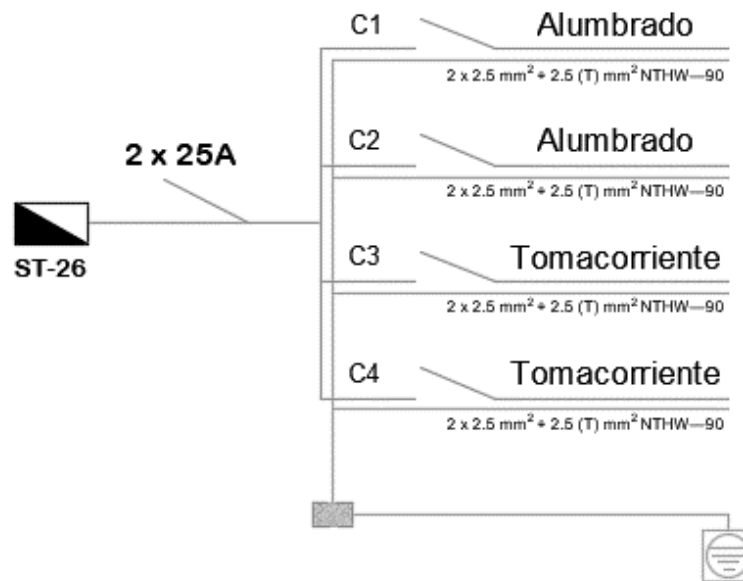 C1 Alumbrado
2 x 2.5 mm² + 2.5 (T) mm² NTHW—90
C2 Alumbrado
2 x 2.5 mm² + 2.5 (T) mm² NTHW—90
2 x 25A
ST-26
C3 Tomacorriente
2 x 2.5 mm² + 2.5 (T) mm² NTHW—90
C4 Tomacorriente
2 x 2.5 mm² + 2.5 (T) mm² NTHW—90